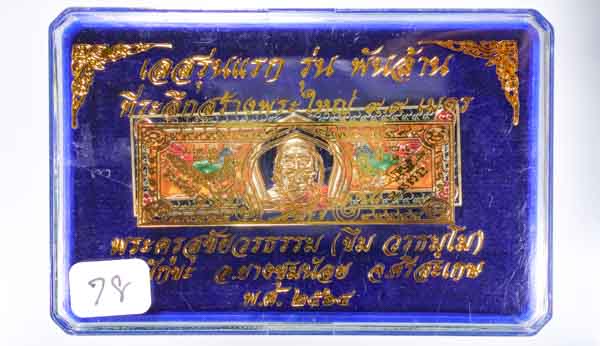 เลสรุ่นแรก รุ่น พันล้าน
ที่ระลึกสร้างพระใหญ่ ๙๙ เมตร
พระครูสุชัยวรธรรม (ขิม วารธมฺโม)
อ.ยางชุมน้อย จ.ศรีสะเกษ
พ.ศ. ๒๕๖๔
78